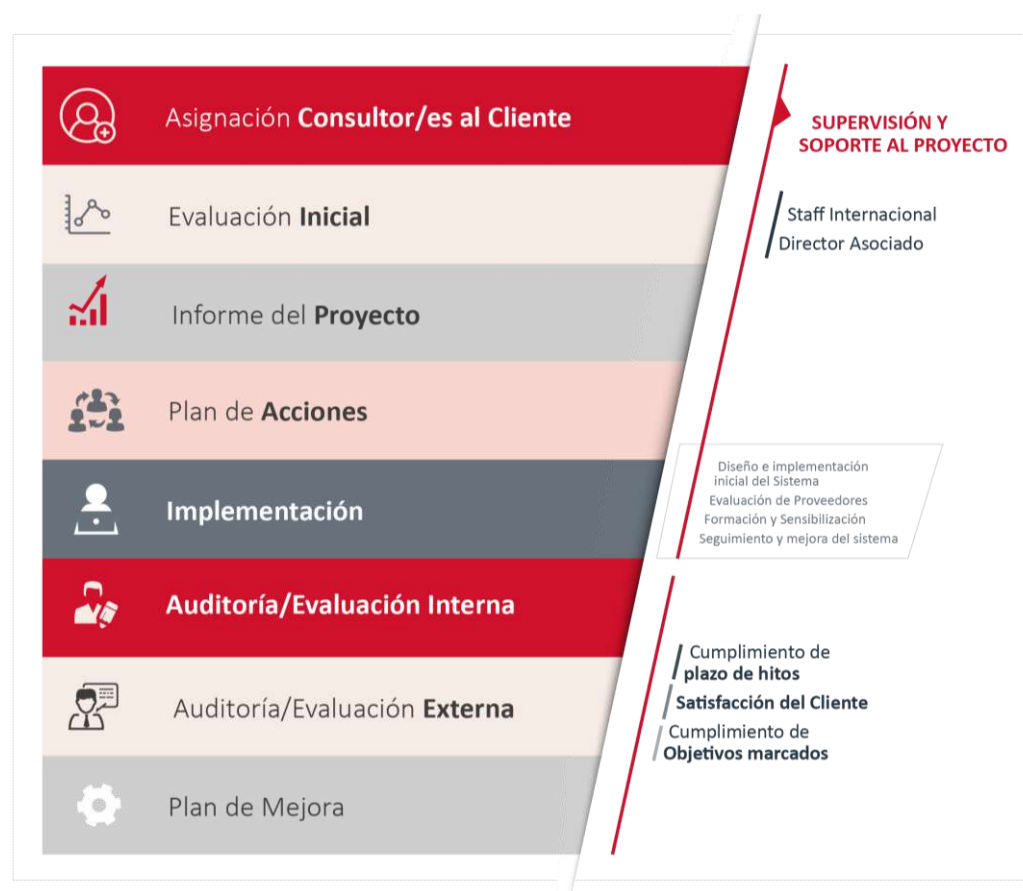 Asignación Consultor/es al Cliente
Evaluación Inicial
Informe del Proyecto
Plan de Acciones
Implementación
Auditoría/Evaluación Interna
Auditoría/Evaluación Externa
Plan de Mejora
SUPERVISIÓN Y
SOPORTE AL PROYECTO
Staff Internacional
Director Asociado
Diseño e implementación
inicial del Sistema
Evaluación de Proveedores
Formación y Sensibilización
Seguimiento y mejora del sistema
Cumplimiento de
plazo de hitos
Satisfacción del Cliente
Cumplimiento de
Objetivos marcados